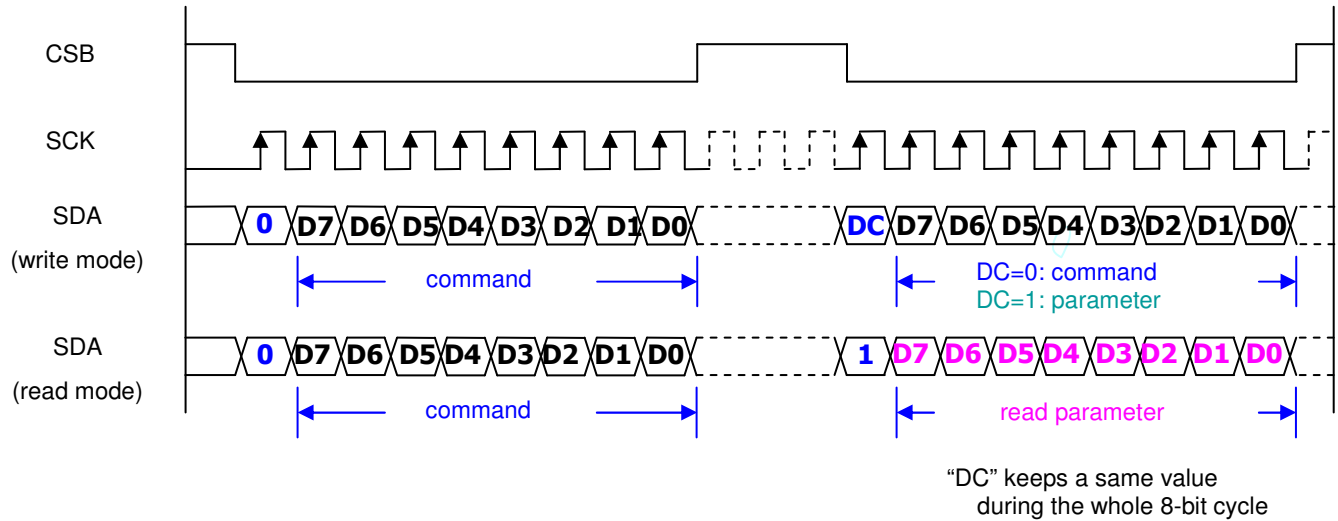 CSB
SCK
SDA
(write mode)
0 D7 D6 D5 D4 D3 D2 D1 D0
DC D7 D6 D5 D4 D3 D2 D1 D0
command
DC=0: command
DC=1: parameter
SDA
(read mode)
0 D7 D6 D5 D4 D3 D2 D1 D0
1 D7 D6 D5 D4 D3 D2 D1 D0
command
read parameter
“DC” keeps a same value
during the whole 8-bit cycle